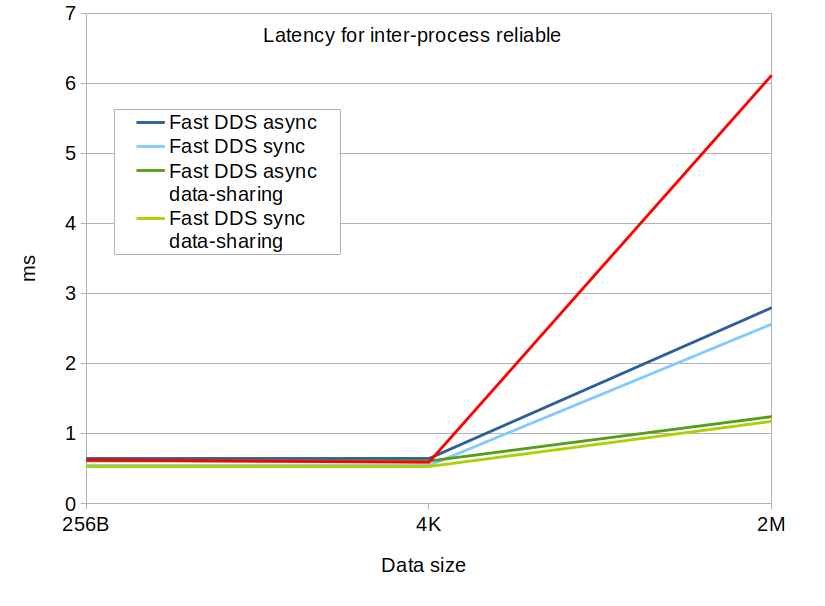 Latency for inter-process reliable
7
6
5
4
3
2
1
0
ms
Fast DDS async
Fast DDS sync
Fast DDS async
data-sharing
Fast DDS sync
data-sharing
256B
4K
2M
Data size